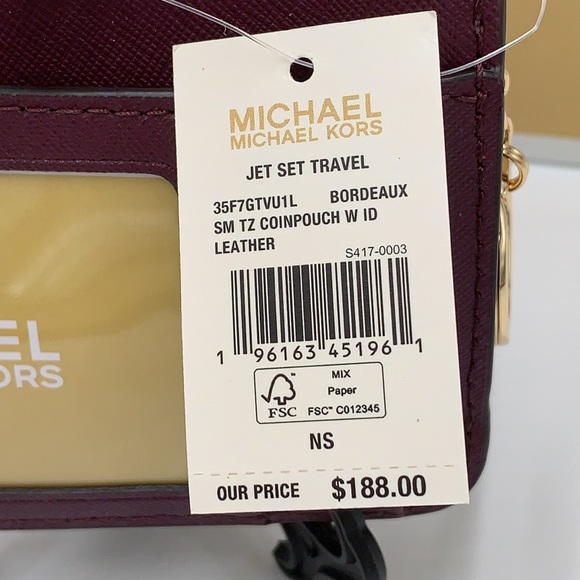 MICHAEL
MICHAEL KORS
JET SET TRAVEL
35F7GTVU1L BORDEAUX
SM TZ COINPOUCH W ID
LEATHER
S417-0003
1 96163 45196 1
FSC™
MIX
Paper
FSC™ C012345
NS
OUR PRICE $188.00
EL
ORS